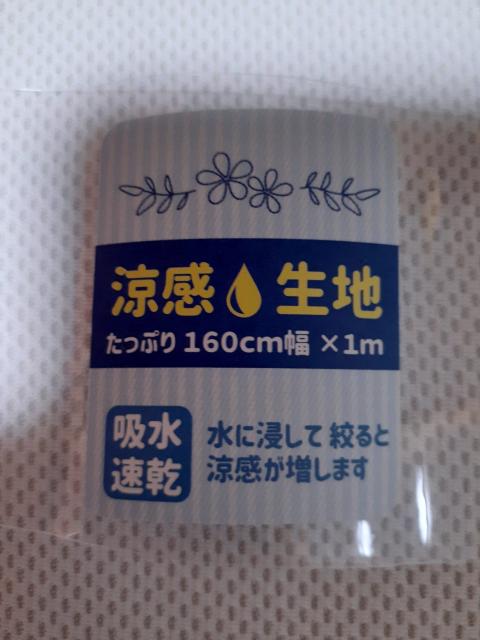 涼感 生地
たっぷり 160cm幅 ×1m
吸水
速乾
水に浸して 絞ると
涼感が増します